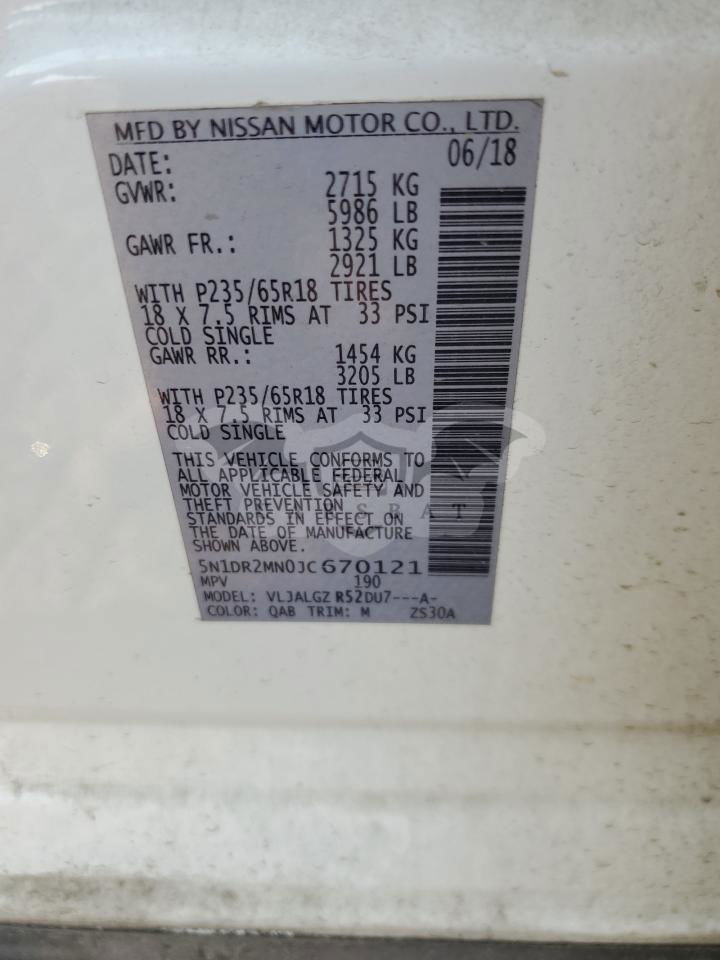 MFD BY NISSAN MOTOR CO., LTD.
DATE: 06/18
GVWR: 2715 KG
5986 LB
GAWR FR.: 1325 KG
2921 LB
WITH P235/65R18 TIRES
18 X 7.5 RIMS AT 33 PSI
COLD SINGLE
GAWR RR.: 1454 KG
3205 LB
WITH P235/65R18 TIRES
18 X 7.5 RIMS AT 33 PSI
COLD SINGLE
THIS VEHICLE CONFORMS TO
ALL APPLICABLE FEDERAL
MOTOR VEHICLE SAFETY AND
THEFT PREVENTION
STANDARDS IN EFFECT ON
THE DATE OF MANUFACTURE
SHOWN ABOVE.
5N1DR2MN0JC670121
MPV 190
MODEL: VLJALGZ R52DU7---A-
COLOR: QAB TRIM: M ZS30A